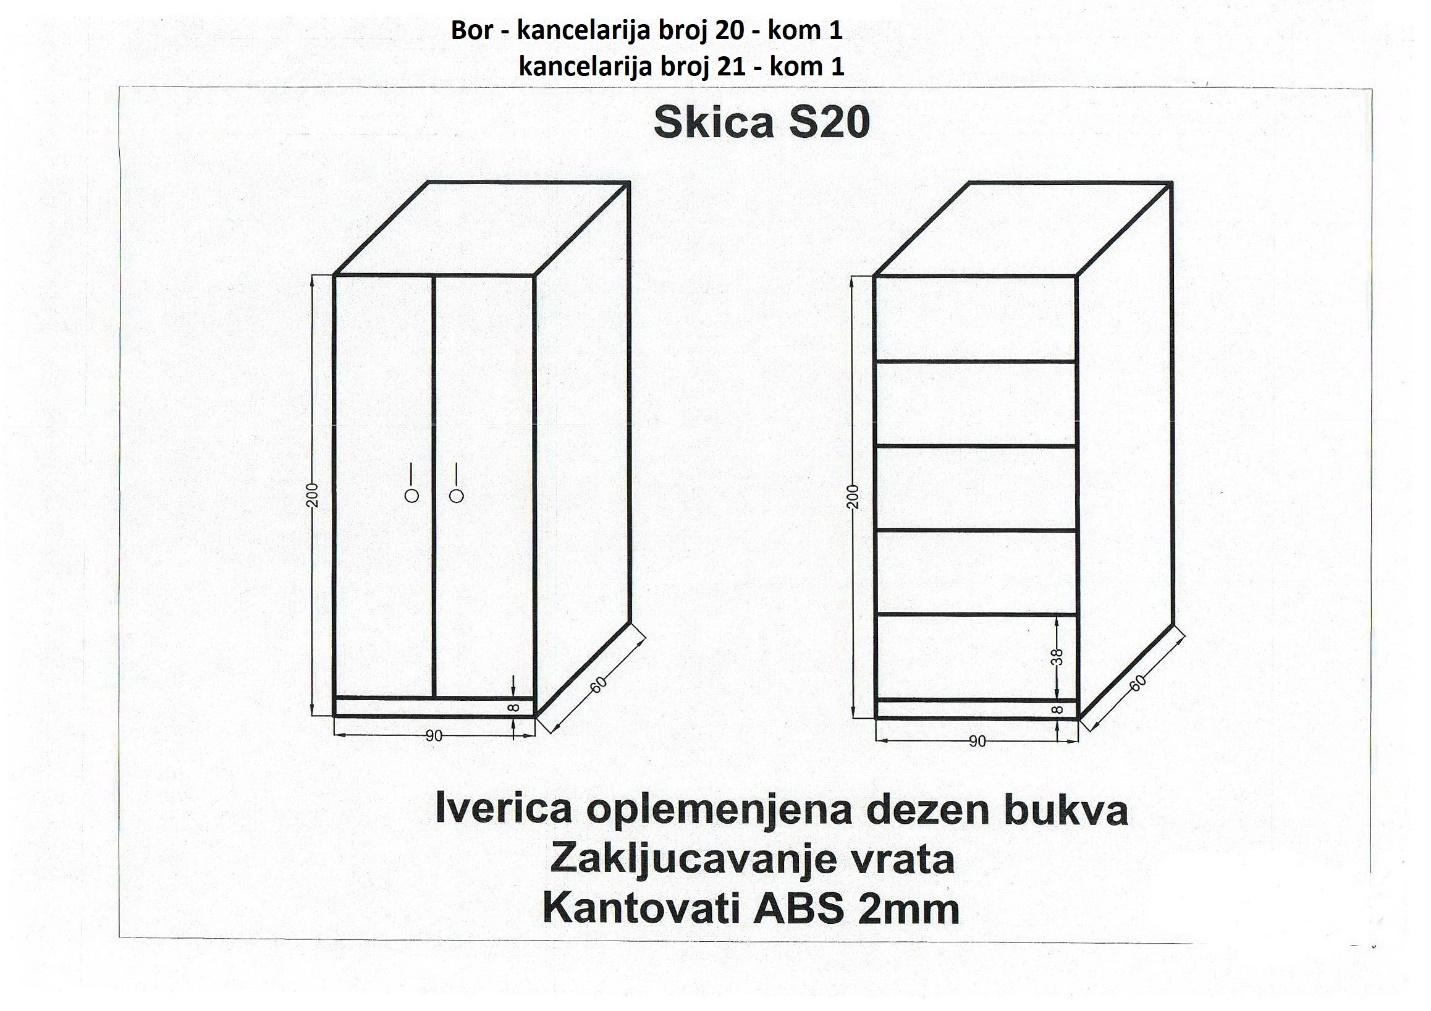 Bor - kancelarija broj 20 - kom 1
kancelarija broj 21 - kom 1
Skica S20
200
8
90
60
200
38
8
90
60
Iverica oplemenjena dezen bukva
Zakljucavanje vrata
Kantovati ABS 2mm